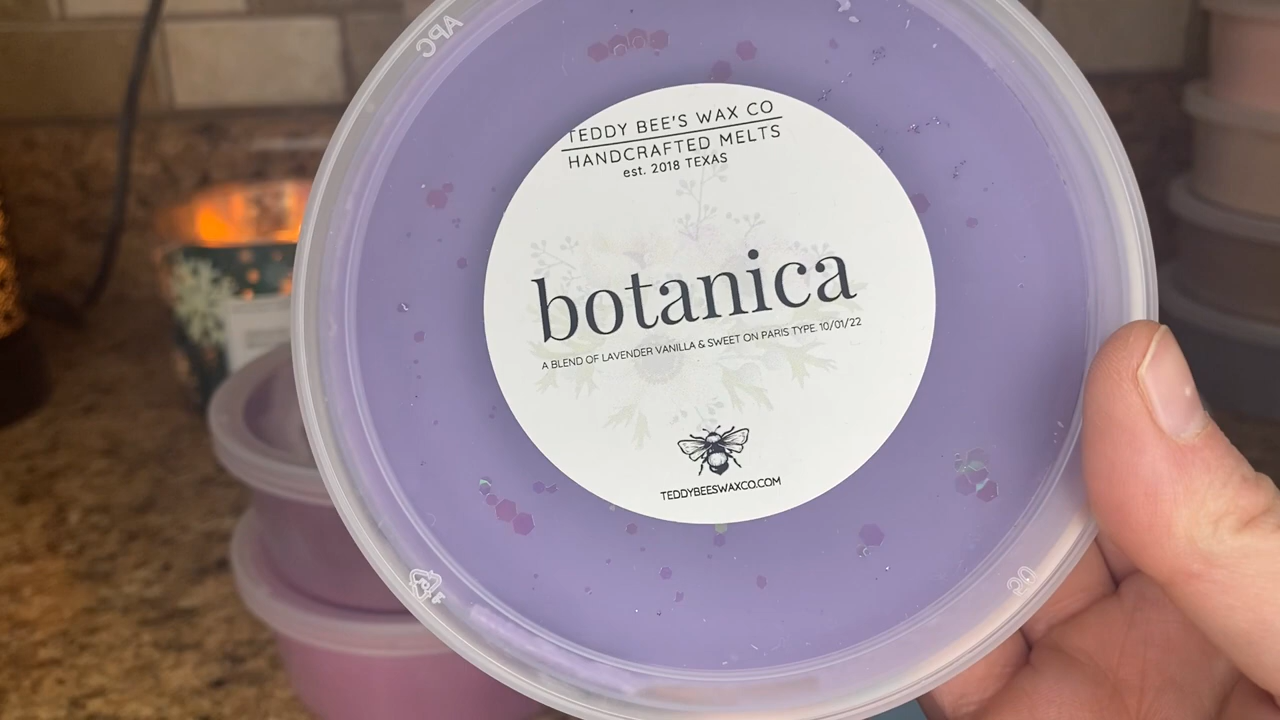 TEDDY BEE'S WAX CO
HANDCRAFTED MELTS
est. 2018 TEXAS
botanica
A BLEND OF LAVENDER VANILLA & SWEET ON PARIS TYPE. 10/01/22
TEDDYBEESWAXCO.COM
APC